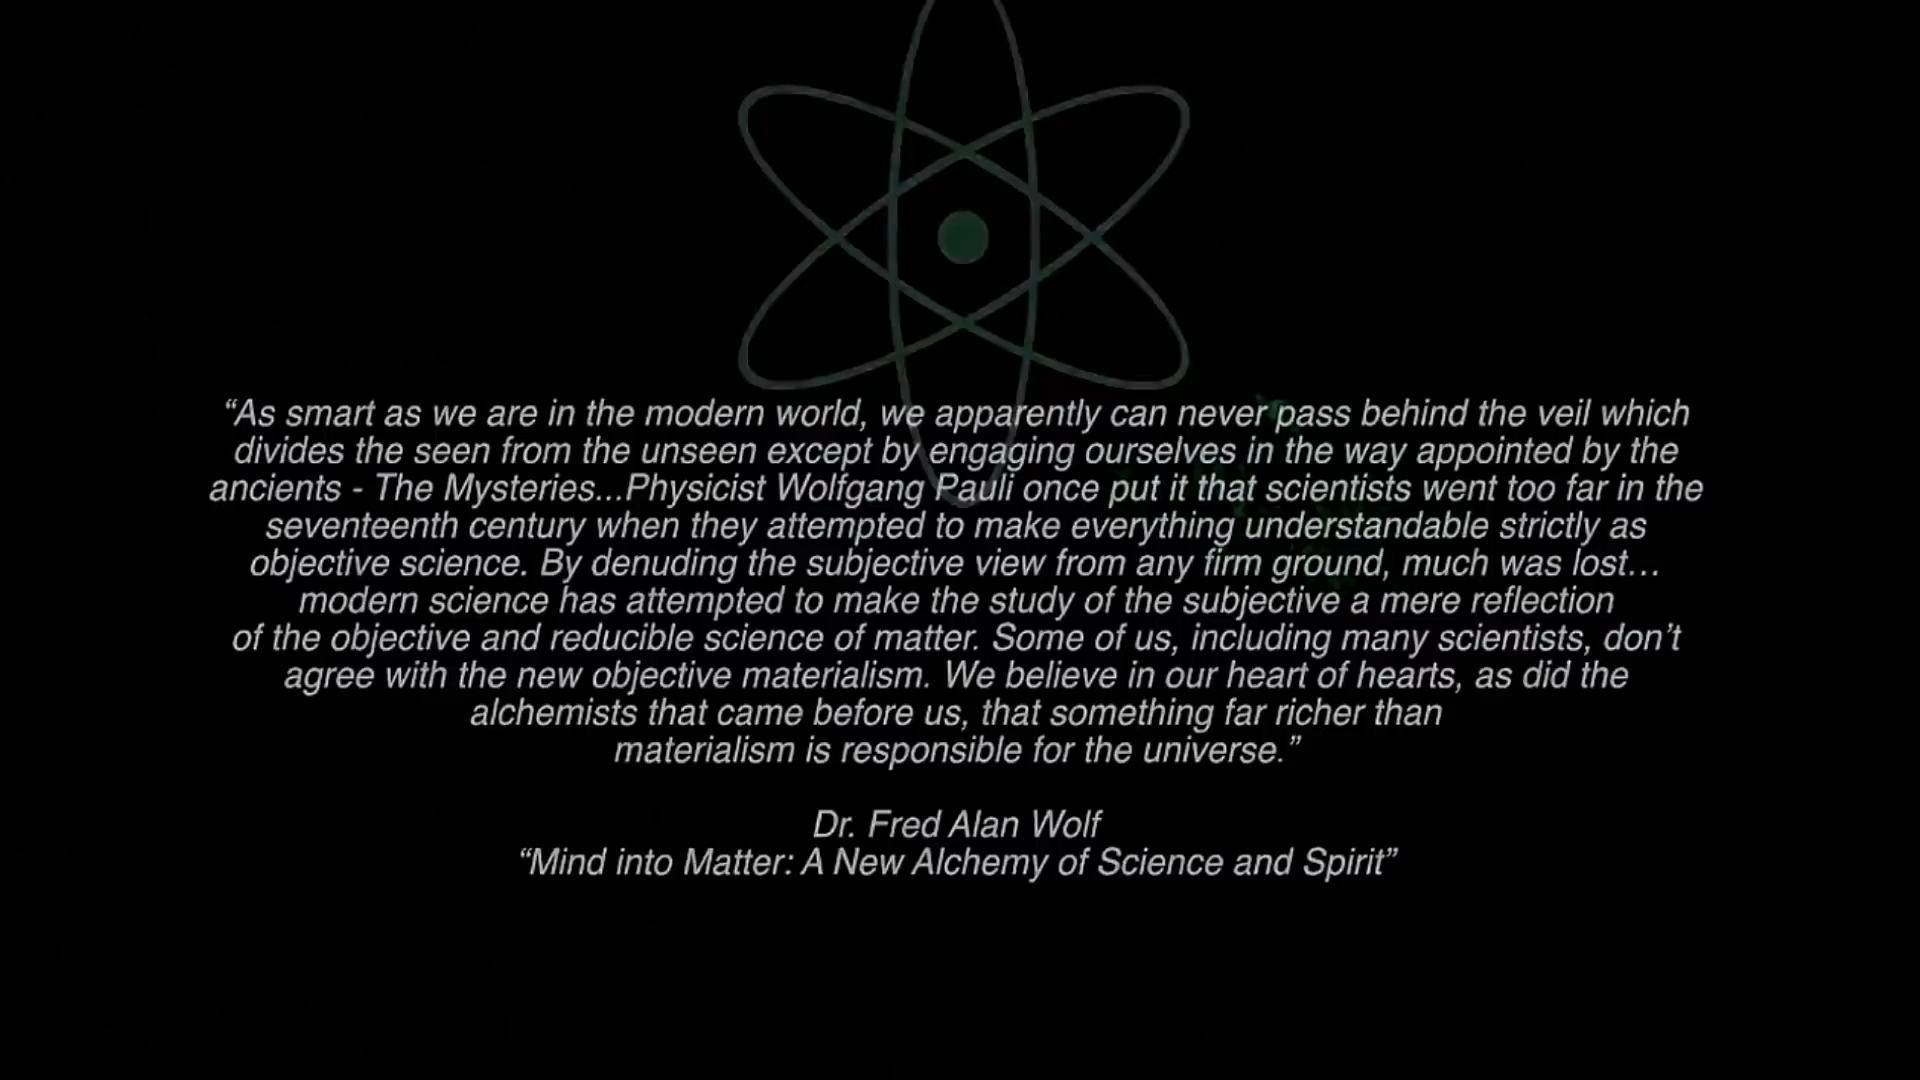 “As smart as we are in the modern world, we apparently can never pass behind the veil which
divides the seen from the unseen except by engaging ourselves in the way appointed by the
ancients - The Mysteries...Physicist Wolfgang Pauli once put it that scientists went too far in the
seventeenth century when they attempted to make everything understandable strictly as
objective science. By denuding the subjective view from any firm ground, much was lost...
modern science has attempted to make the study of the subjective a mere reflection
of the objective and reducible science of matter. Some of us, including many scientists, don’t
agree with the new objective materialism. We believe in our heart of hearts, as did the
alchemists that came before us, that something far richer than
materialism is responsible for the universe.”
Dr. Fred Alan Wolf
“Mind into Matter: A New Alchemy of Science and Spirit”